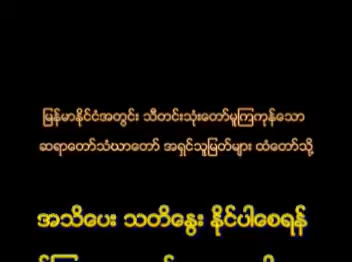 မြန်မာနိုင်ငံအတွင်း သီတင်းသုံးတော်မူကြကုန်သော
ဆရာတော်သံဃာတော် အရှင်သူမြတ်များ ထံတော်သို့
အသိပေး သတိနွေး နိုင်ပါစေရန်